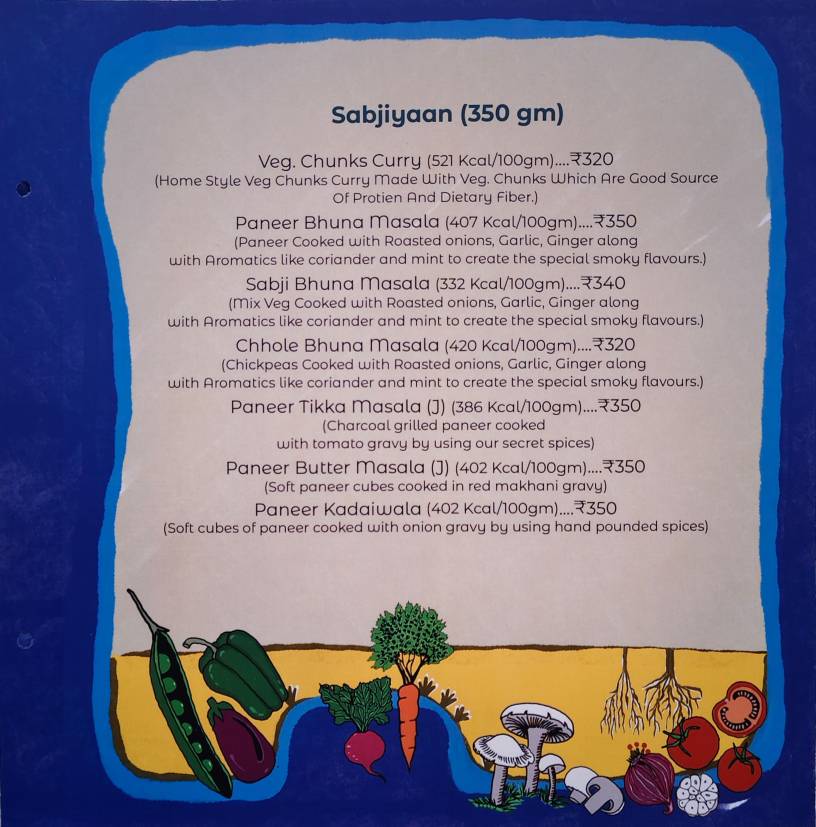 Sabjiyaan (350 gm)
Veg. Chunks Curry (521 Kcal/100gm)....₹320
(Home Style Veg Chunks Curry Made With Veg. Chunks Which Are Good Source
Of Protien And Dietary Fiber.)
Paneer Bhuna Masala (407 Kcal/100gm)....₹350
(Paneer Cooked with Roasted onions, Garlic, Ginger along
with Aromatics like coriander and mint to create the special smoky flavours.)
Sabji Bhuna Masala (332 Kcal/100gm)....₹340
(Mix Veg Cooked with Roasted onions, Garlic, Ginger along
with Aromatics like coriander and mint to create the special smoky flavours.)
Chhole Bhuna Masala (420 Kcal/100gm)....₹320
(Chickpeas Cooked with Roasted onions, Garlic, Ginger along
with Aromatics like coriander and mint to create the special smoky flavours.)
Paneer Tikka Masala (J) (386 Kcal/100gm)....₹350
(Charcoal grilled paneer cooked
with tomato gravy by using our secret spices)
Paneer Butter Masala (J) (402 Kcal/100gm)....₹350
(Soft paneer cubes cooked in red makhani gravy)
Paneer Kadaiwala (402 Kcal/100gm)....₹350
(Soft cubes of paneer cooked with onion gravy by using hand pounded spices)